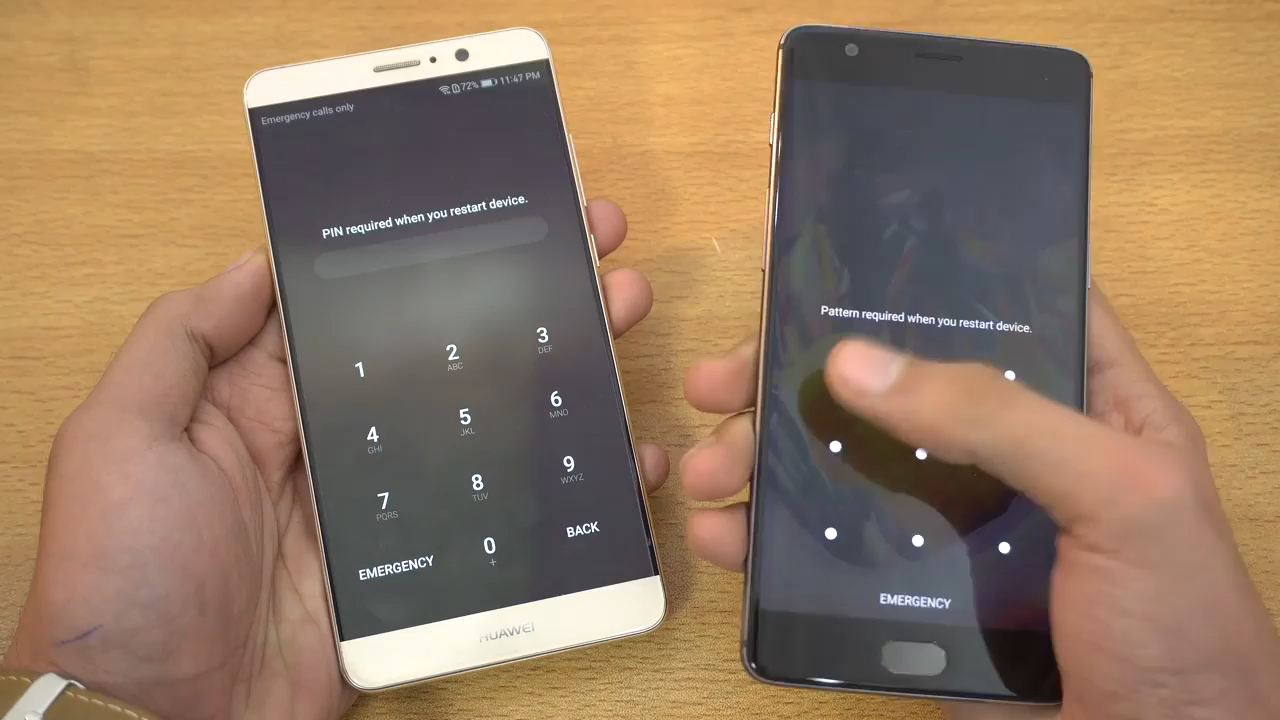 72% 11:47 PM
Emergency calls only
PIN required when you restart device.
1
2
ABC
3
DEF
4
GHI
5
JKL
6
MNO
7
PQRS
8
TUV
9
WXYZ
EMERGENCY
0
+
BACK
HUAWEI
Pattern required when you restart device.
EMERGENCY